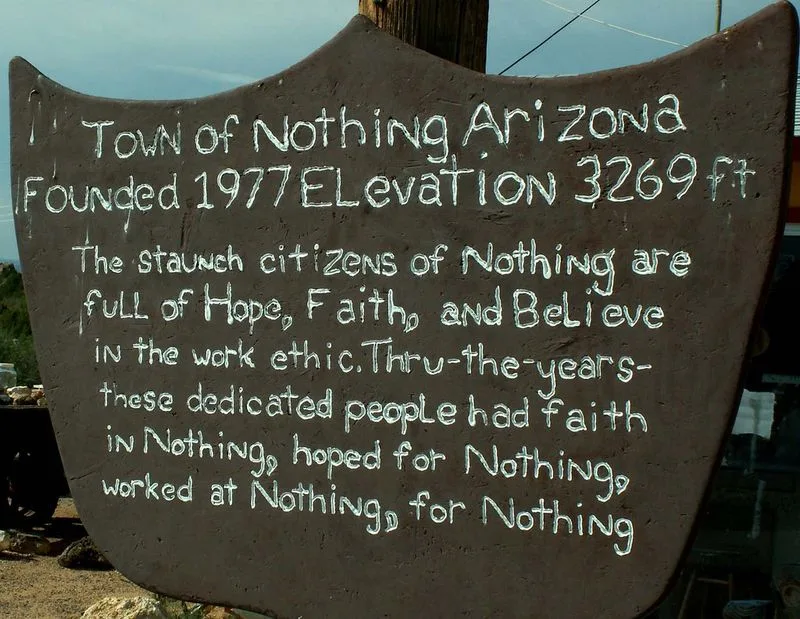 Town of Nothing Arizona
Founded 1977 ELevation 3269 ft
The staunch citizens of Nothing are
full of Hope, Faith, and BeLieve
in the work ethic. Thru-the-years-
these dedicated people had faith
in Nothing, hoped for Nothing,
worked at Nothing, for Nothing